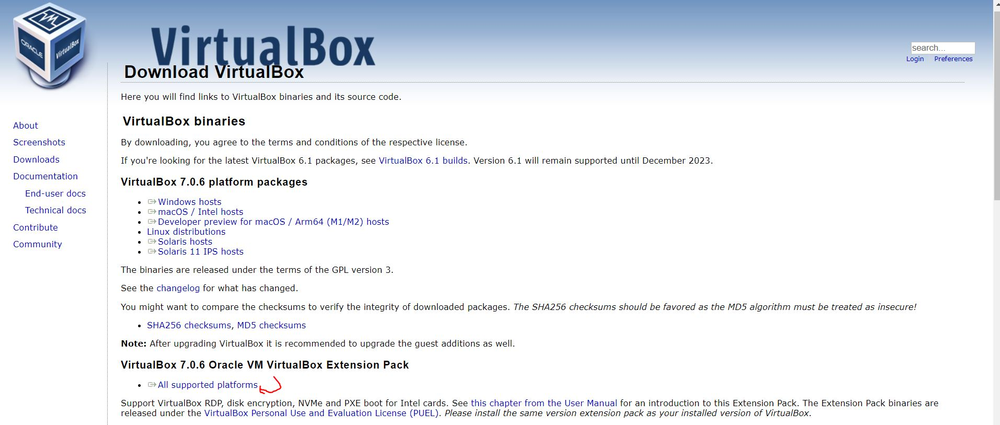 ORACLE
VirtualBox
VirtualBox
search...
Login Preferences
Download VirtualBox
Here you will find links to VirtualBox binaries and its source code.
About
Screenshots
Downloads
Documentation
End-user docs
Technical docs
Contribute
Community
VirtualBox binaries
By downloading, you agree to the terms and conditions of the respective license.
If you're looking for the latest VirtualBox 6.1 packages, see VirtualBox 6.1 builds. Version 6.1 will remain supported until December 2023.
VirtualBox 7.0.6 platform packages
• Windows hosts
• macOS / Intel hosts
• Developer preview for macOS / Arm64 (M1/M2) hosts
• Linux distributions
• Solaris hosts
• Solaris 11 IPS hosts
The binaries are released under the terms of the GPL version 3.
See the changelog for what has changed.
You might want to compare the checksums to verify the integrity of downloaded packages. The SHA256 checksums should be favored as the MD5 algorithm must be treated as insecure!
• SHA256 checksums, MD5 checksums
Note: After upgrading VirtualBox it is recommended to upgrade the guest additions as well.
VirtualBox 7.0.6 Oracle VM VirtualBox Extension Pack
• All supported platforms
Support VirtualBox RDP, disk encryption, NVMe and PXE boot for Intel cards. See this chapter from the User Manual for an introduction to this Extension Pack. The Extension Pack binaries are
released under the VirtualBox Personal Use and Evaluation License (PUEL). Please install the same version extension pack as your installed version of VirtualBox.